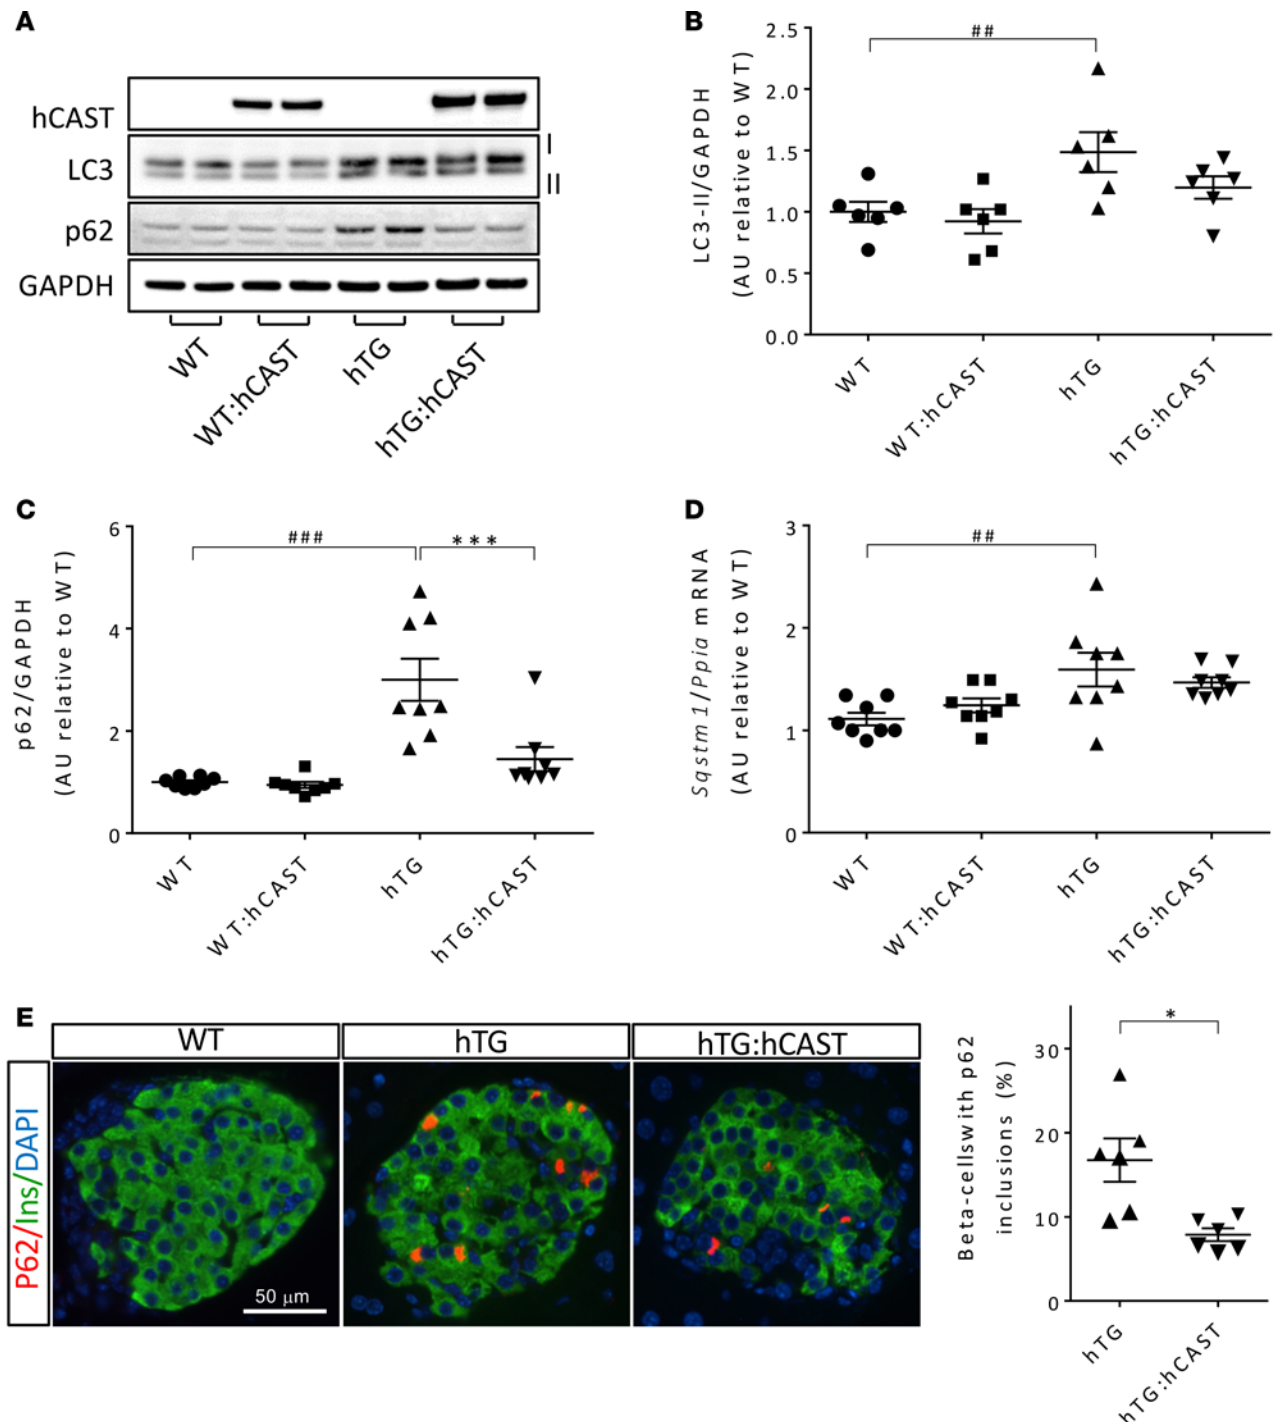 A
hCAST
LC3
I
II
p62
GAPDH
WT
WT:hCAST
hTG
hTG:hCAST
B
LC3-II/GAPDH
(AU relative to WT)
2.5
2.0
1.5
1.0
0.5
0.0
##
WT
WT:hCAST
hTG
hTG:hCAST
C
p62/GAPDH
(AU relative to WT)
6
4
2
0
###
***
WT
WT:hCAST
hTG
hTG:hCAST
D
Sqstm1/Ppia mRNA
(AU relative to WT)
3
2
1
0
##
WT
WT:hCAST
hTG
hTG:hCAST
E
P62/Ins/DAPI
WT
hTG
hTG:hCAST
50 μm
Beta-cellswith p62
inclusions (%)
30
20
10
0
*
hTG
hTG:hCAST